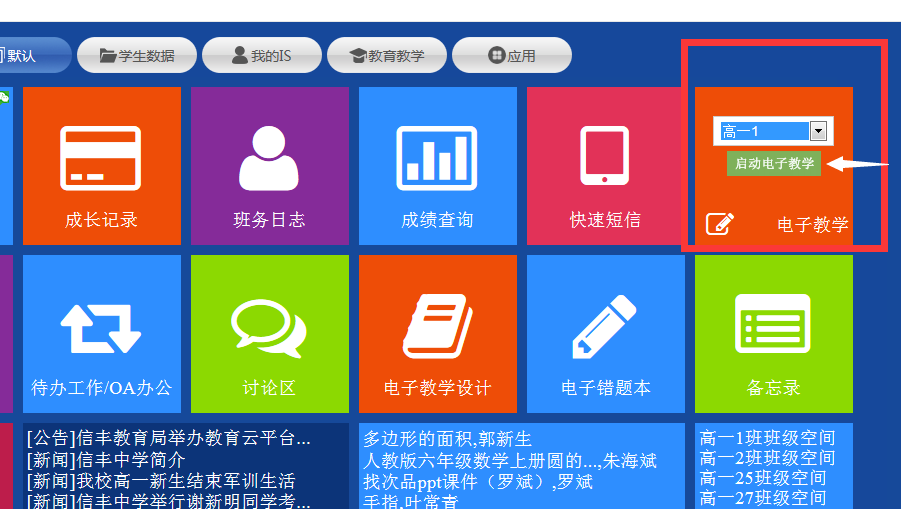 默认
学生数据
我的IS
教育教学
应用
高一1
启动电子教学
成长记录
班务日志
成绩查询
快速短信
电子教学
待办工作/OA办公
讨论区
电子教学设计
电子错题本
备忘录
[公告]信丰教育局举办教育云平台...
[新闻]信丰中学简介
[新闻]我校高一新生结束军训生活
[新闻]信丰中学举行谢新明同学考...
多边形的面积,郭新生
人教版六年级数学上册圆的...,朱海斌
找次品ppt课件（罗斌）,罗斌
手指,叶常青
高一1班班级空间
高一2班班级空间
高一25班级空间
高一27班级空间